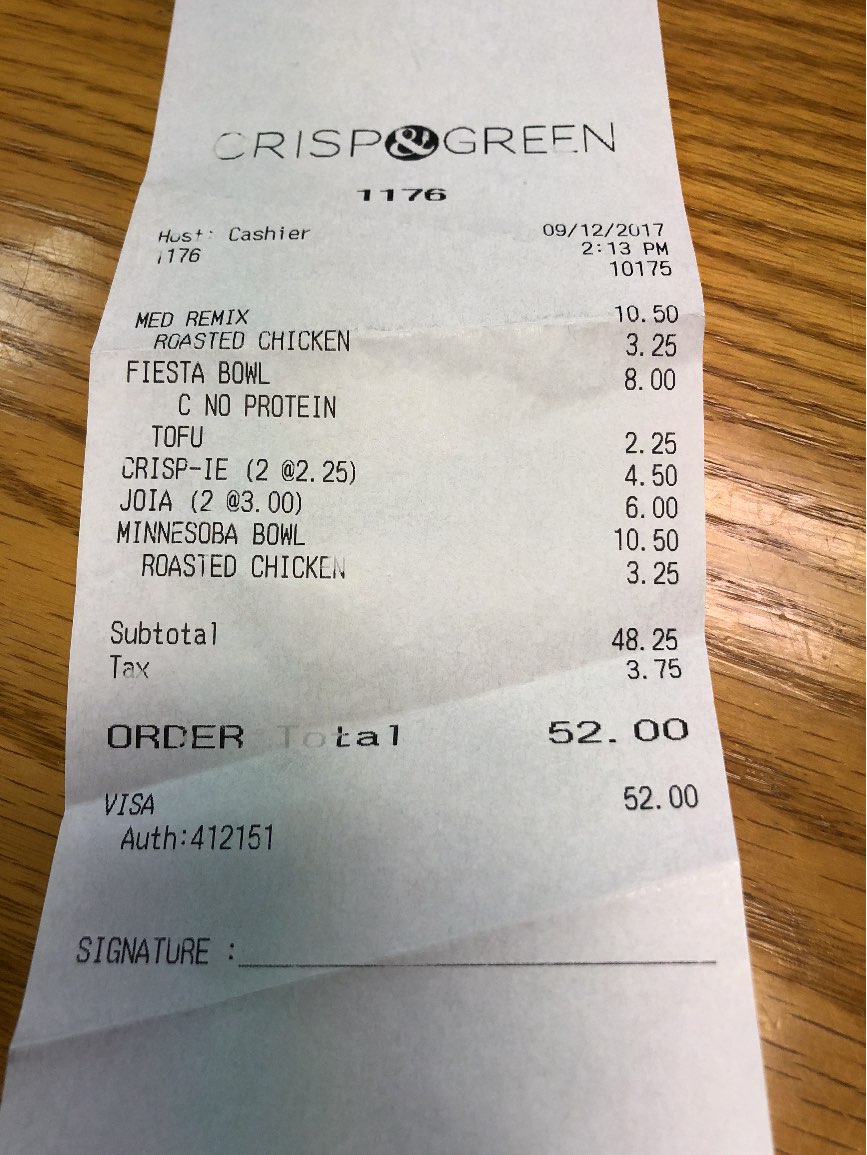 CRISP&GREEN
1176
Host: Cashier 09/12/2017
1176 2:13 PM
10175
MED REMIX 10.50
ROASTED CHICKEN 3.25
FIESTA BOWL 8.00
C NO PROTEIN
TOFU 2.25
CRISP-IE (2 @2.25) 4.50
JOIA (2 @3.00) 6.00
MINNESOBA BOWL 10.50
ROASTED CHICKEN 3.25
Subtotal 48.25
Tax 3.75
ORDER Total 52.00
VISA 52.00
Auth:412151
SIGNATURE :